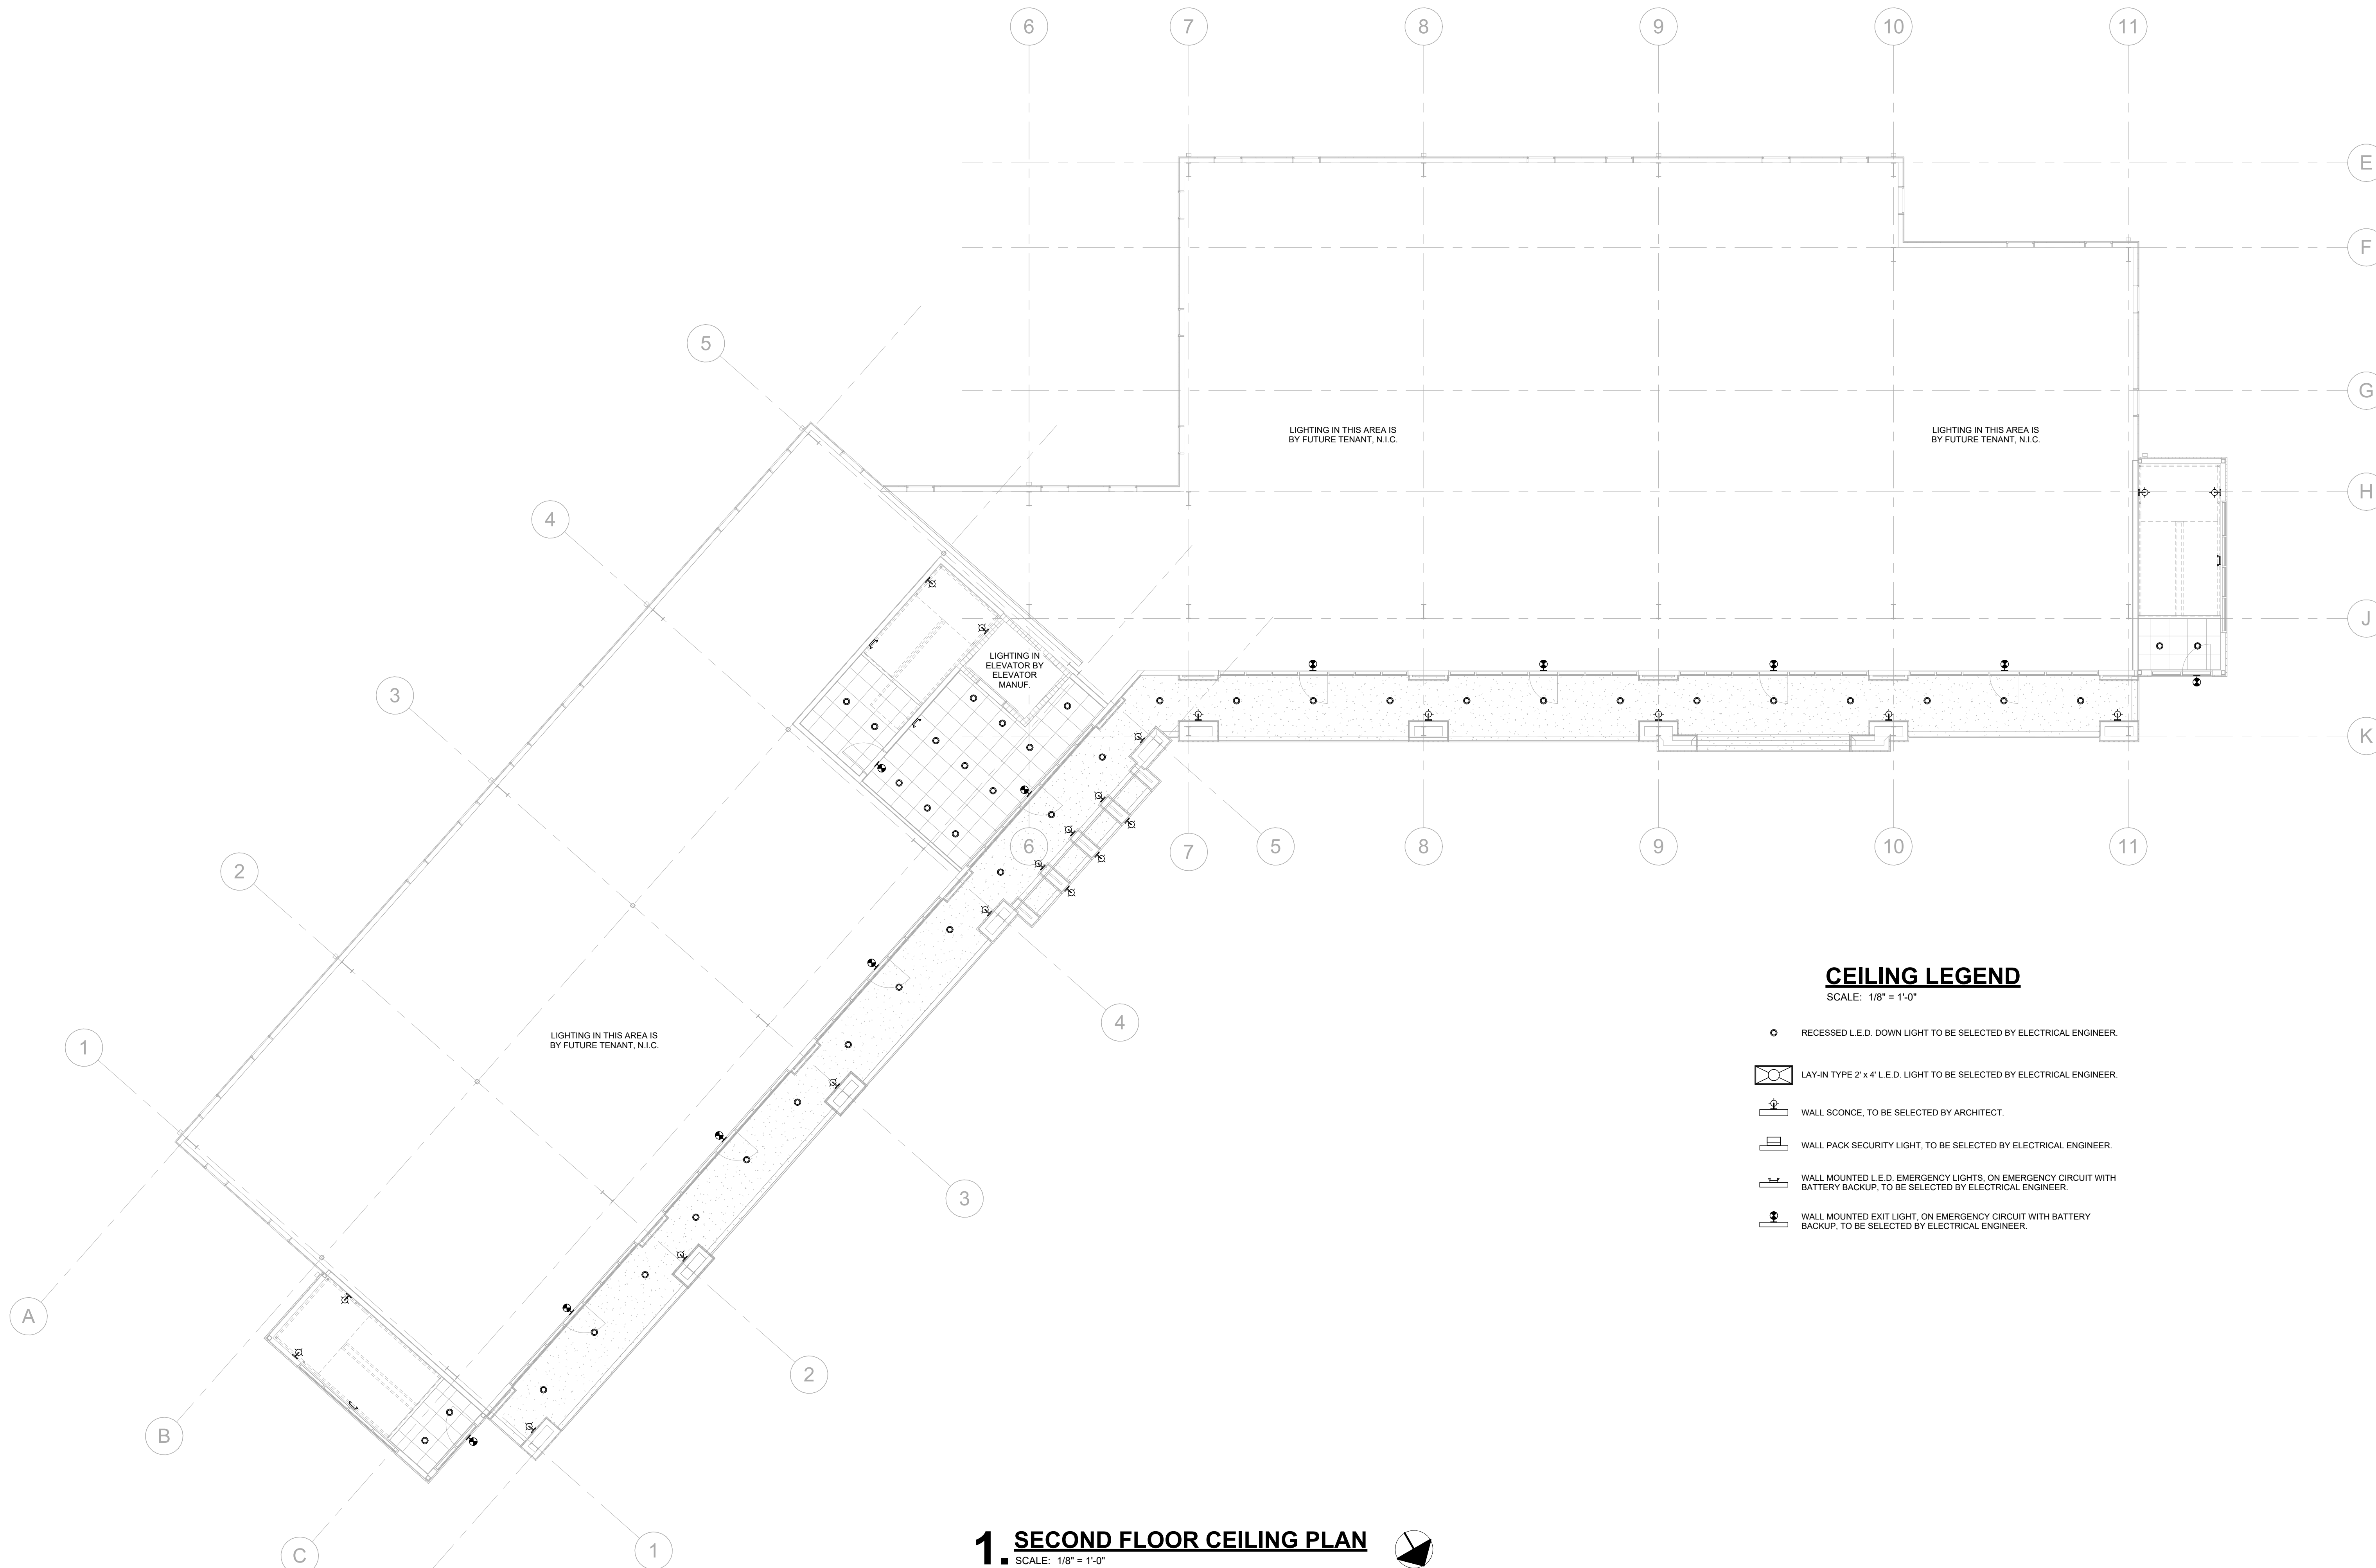 6
7
8
9
10
11
E
F
5
G
LIGHTING IN THIS AREA IS
BY FUTURE TENANT, N.I.C.
LIGHTING IN THIS AREA IS
BY FUTURE TENANT, N.I.C.
H
4
J
LIGHTING IN
ELEVATOR BY
ELEVATOR
MANUF.
3
K
6
7
5
8
9
10
11
2
CEILING LEGEND
SCALE: 1/8" = 1'-0"
4
RECESSED L.E.D. DOWN LIGHT TO BE SELECTED BY ELECTRICAL ENGINEER.
LIGHTING IN THIS AREA IS
BY FUTURE TENANT, N.I.C.
1
LAY-IN TYPE 2' x 4' L.E.D. LIGHT TO BE SELECTED BY ELECTRICAL ENGINEER.
WALL SCONCE, TO BE SELECTED BY ARCHITECT.
WALL PACK SECURITY LIGHT, TO BE SELECTED BY ELECTRICAL ENGINEER.
WALL MOUNTED L.E.D. EMERGENCY LIGHTS, ON EMERGENCY CIRCUIT WITH
BATTERY BACKUP, TO BE SELECTED BY ELECTRICAL ENGINEER.
3
WALL MOUNTED EXIT LIGHT, ON EMERGENCY CIRCUIT WITH BATTERY
BACKUP, TO BE SELECTED BY ELECTRICAL ENGINEER.
A
2
B
C
1
1. SECOND FLOOR CEILING PLAN
SCALE: 1/8" = 1'-0"